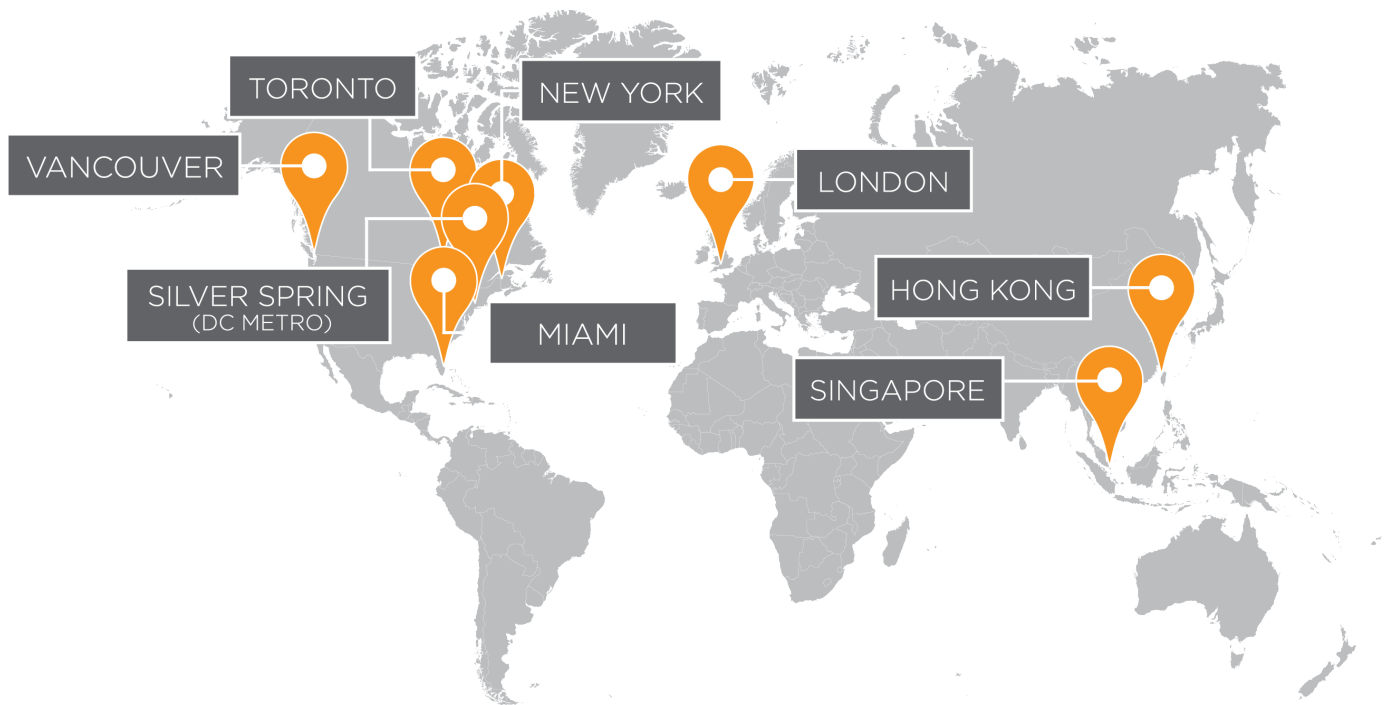 TORONTO
NEW YORK
VANCOUVER
LONDON
SILVER SPRING
(DC METRO)
HONG KONG
MIAMI
SINGAPORE